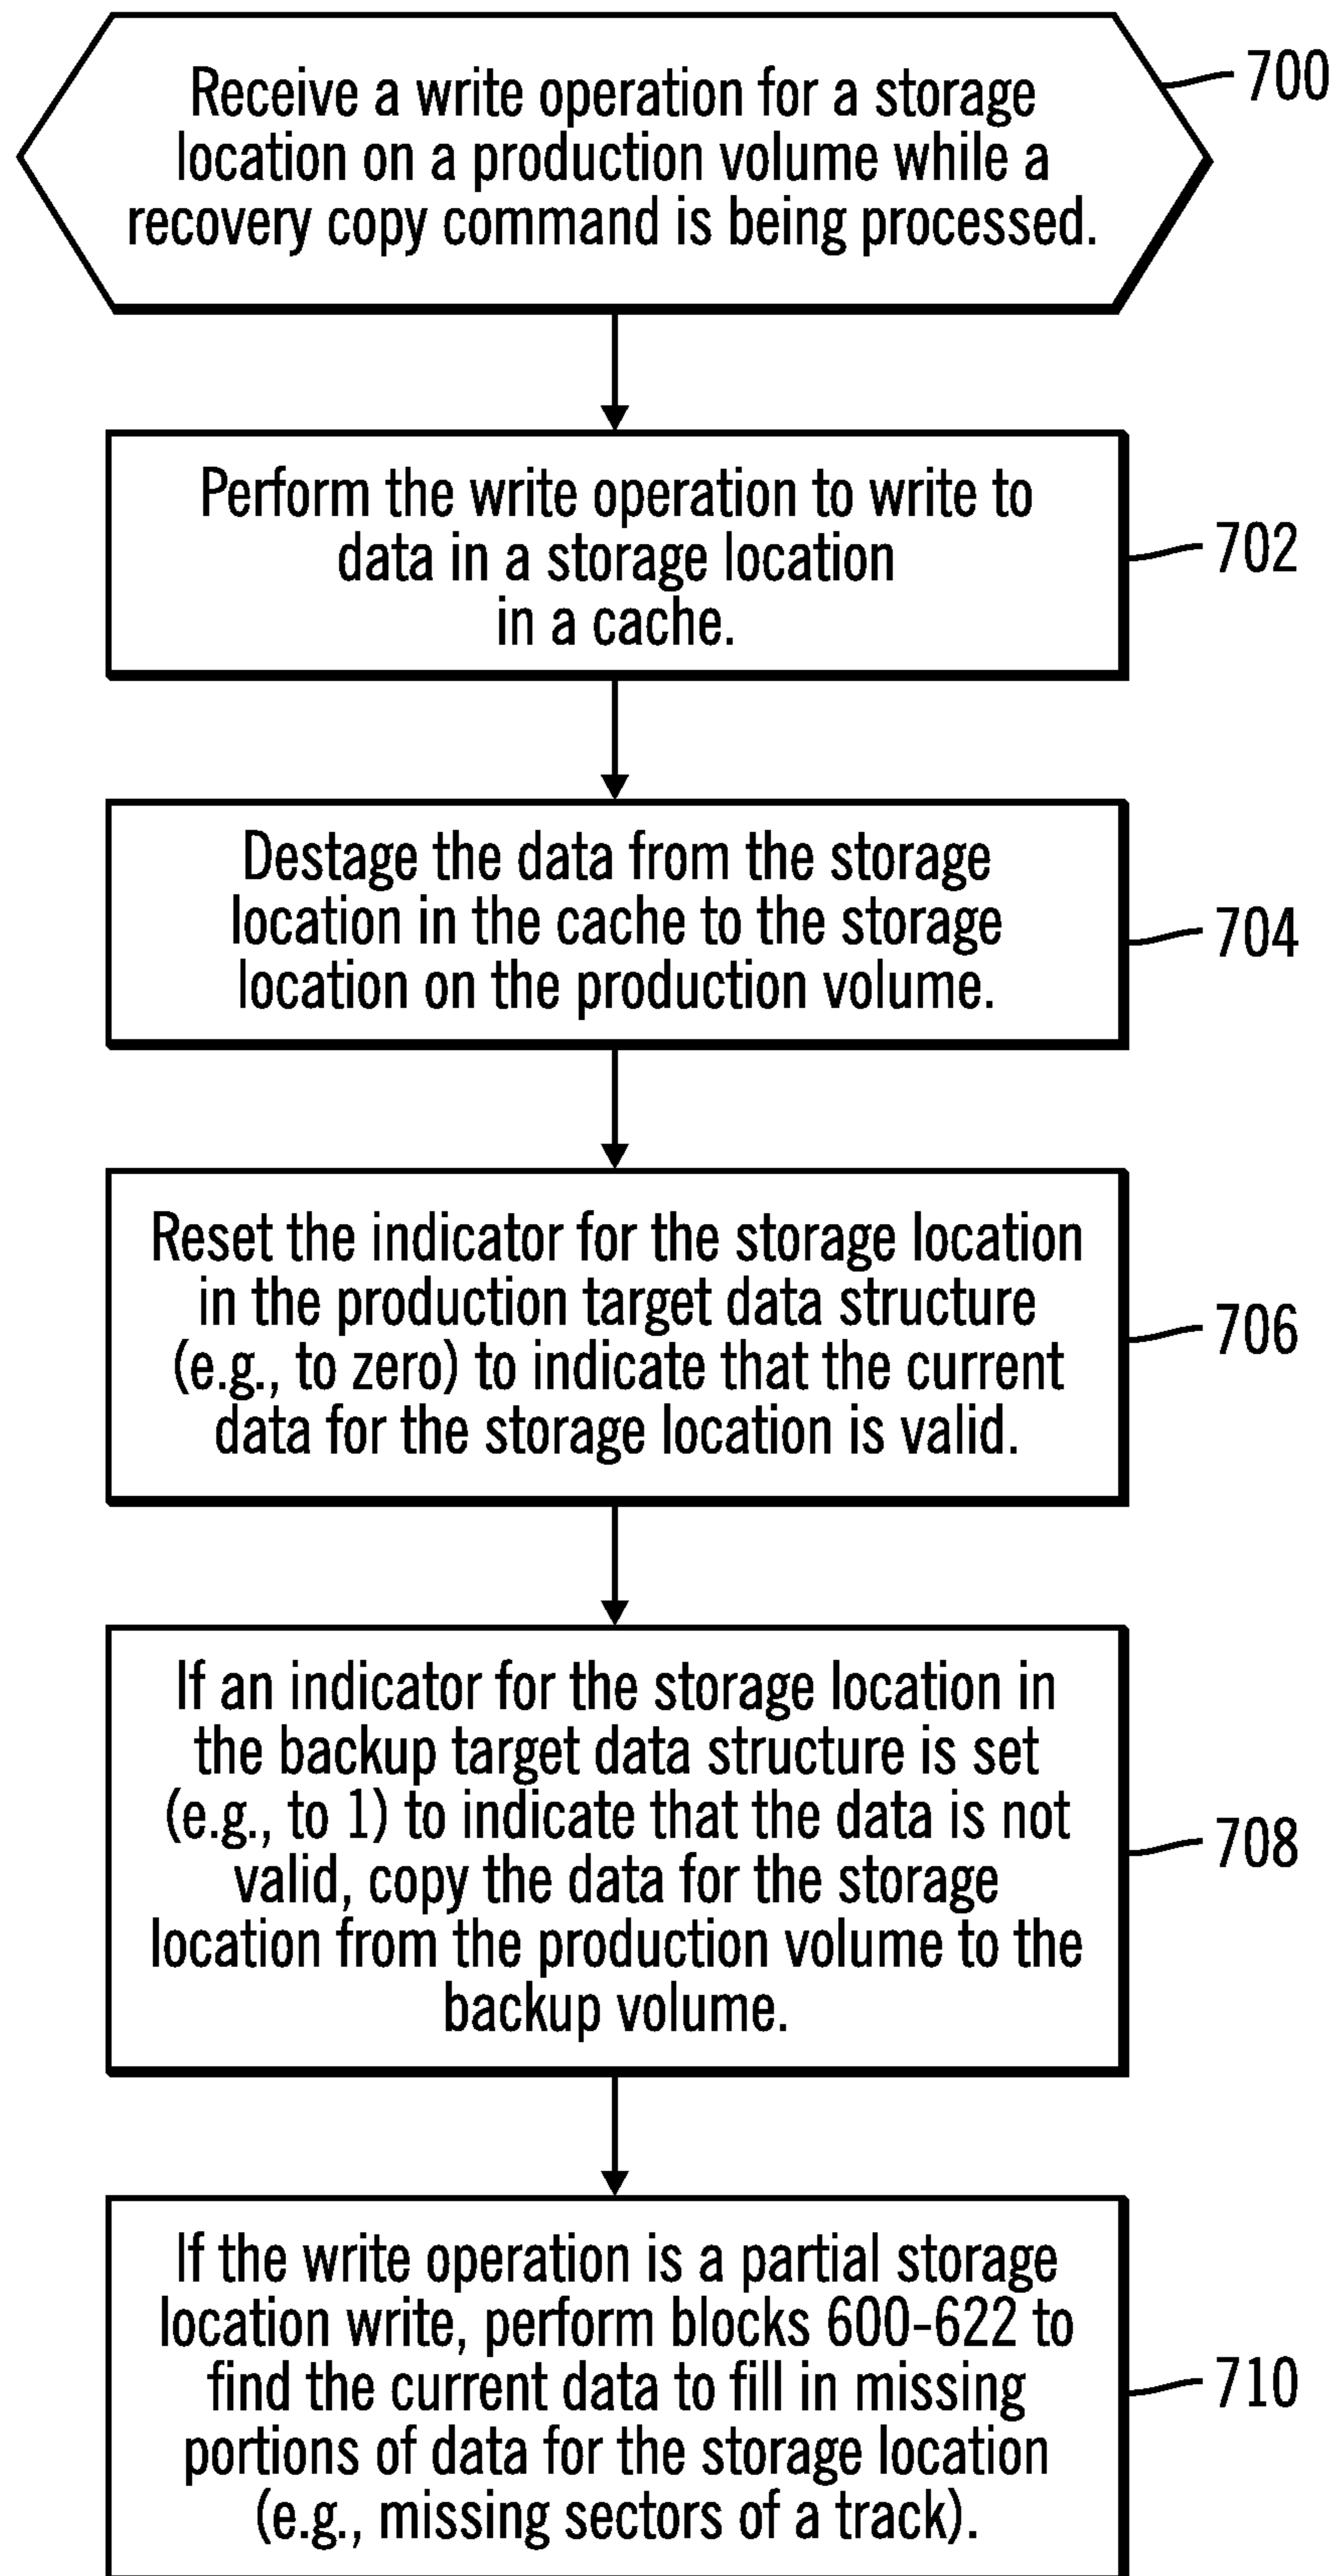 Receive a write operation for a storage
location on a production volume while a
recovery copy command is being processed.
700
Perform the write operation to write to
data in a storage location
in a cache.
702
Destage the data from the storage
location in the cache to the storage
location on the production volume.
704
Reset the indicator for the storage location
in the production target data structure
(e.g., to zero) to indicate that the current
data for the storage location is valid.
706
If an indicator for the storage location in
the backup target data structure is set
(e.g., to 1) to indicate that the data is not
valid, copy the data for the storage
location from the production volume to the
backup volume.
708
If the write operation is a partial storage
location write, perform blocks 600-622 to
find the current data to fill in missing
portions of data for the storage location
(e.g., missing sectors of a track).
710